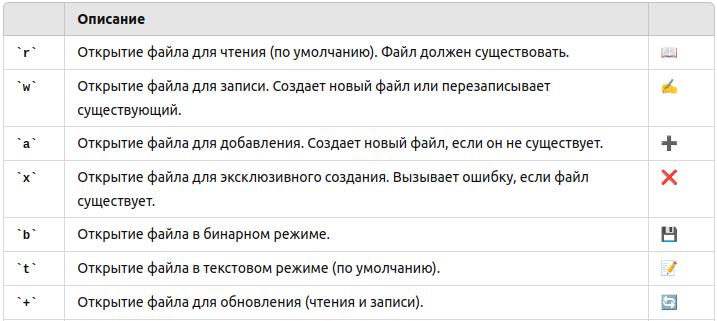 Описание
`r` Открытие файла для чтения (по умолчанию). Файл должен существовать. 📖
`w` Открытие файла для записи. Создает новый файл или перезаписывает ✍️
существующий.
`a` Открытие файла для добавления. Создает новый файл, если он не существует. ➕
`x` Открытие файла для эксклюзивного создания. Вызывает ошибку, если файл ❌
существует.
`b` Открытие файла в бинарном режиме. 💾
`t` Открытие файла в текстовом режиме (по умолчанию). 📝
`+` Открытие файла для обновления (чтения и записи). 🔄